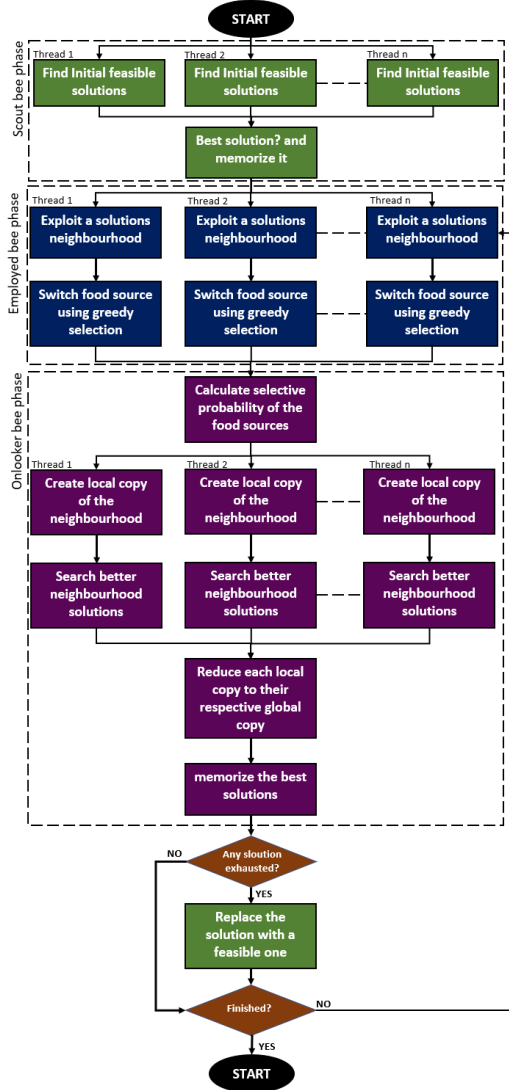 START
Scout bee phase
Thread 1
Thread 2
Thread n
Find Initial feasible
solutions
Find Initial feasible
solutions
Find Initial feasible
solutions
Best solution? and
memorize it
Employed bee phase
Thread 1
Thread 2
Thread n
Exploit a solutions
neighbourhood
Exploit a solutions
neighbourhood
Exploit a solutions
neighbourhood
Switch food source
using greedy
selection
Switch food source
using greedy
selection
Switch food source
using greedy
selection
Onlooker bee phase
Calculate selective
probability of the
food sources
Thread 1
Thread 2
Thread n
Create local copy
of the
neighbourhood
Create local copy
of the
neighbourhood
Create local copy
of the
neighbourhood
Search better
neighbourhood
solutions
Search better
neighbourhood
solutions
Search better
neighbourhood
solutions
Reduce each local
copy to their
respective global
copy
memorize the best
solutions
NO
Any sloution
exhausted?
YES
Replace the
solution with a
feasible one
Finished?
NO
YES
START